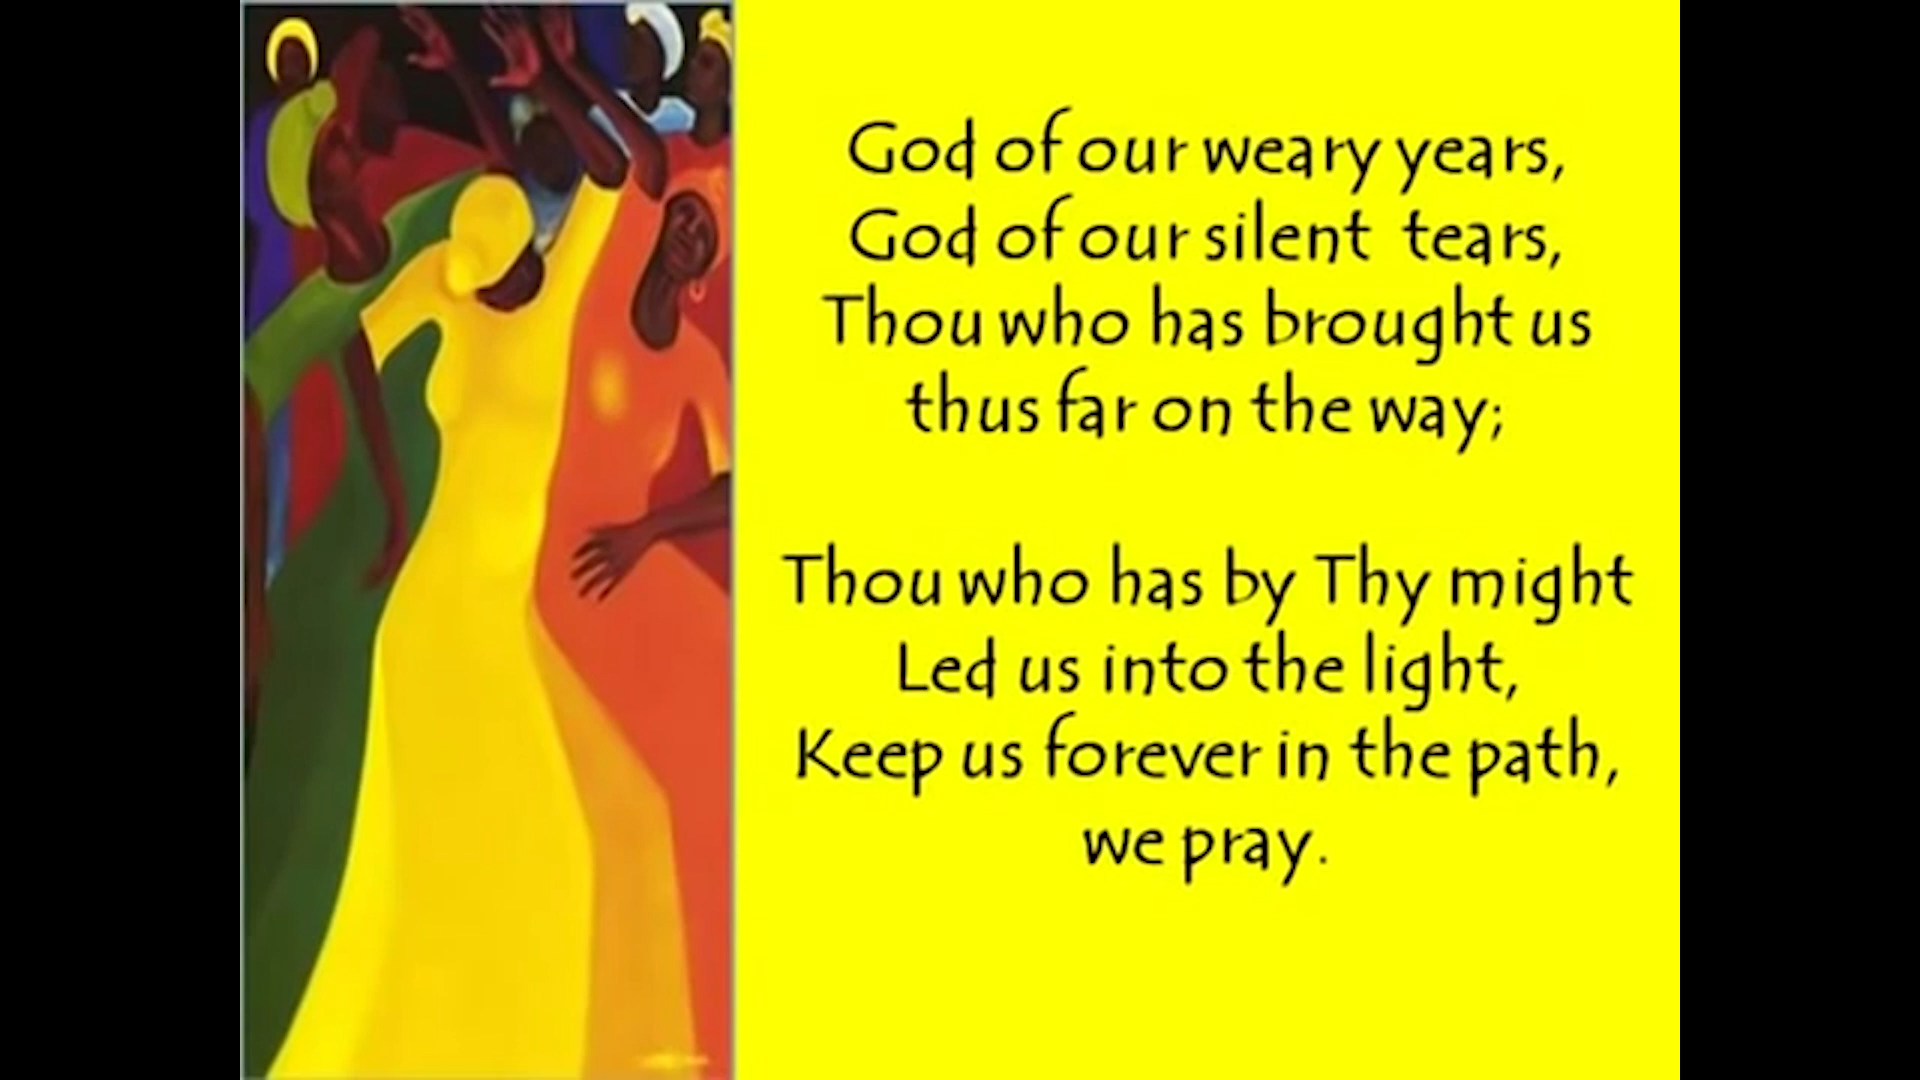 God of our weary years,
God of our silent tears,
Thou who has brought us
thus far on the way;
Thou who has by Thy might
Led us into the light,
Keep us forever in the path,
we pray.